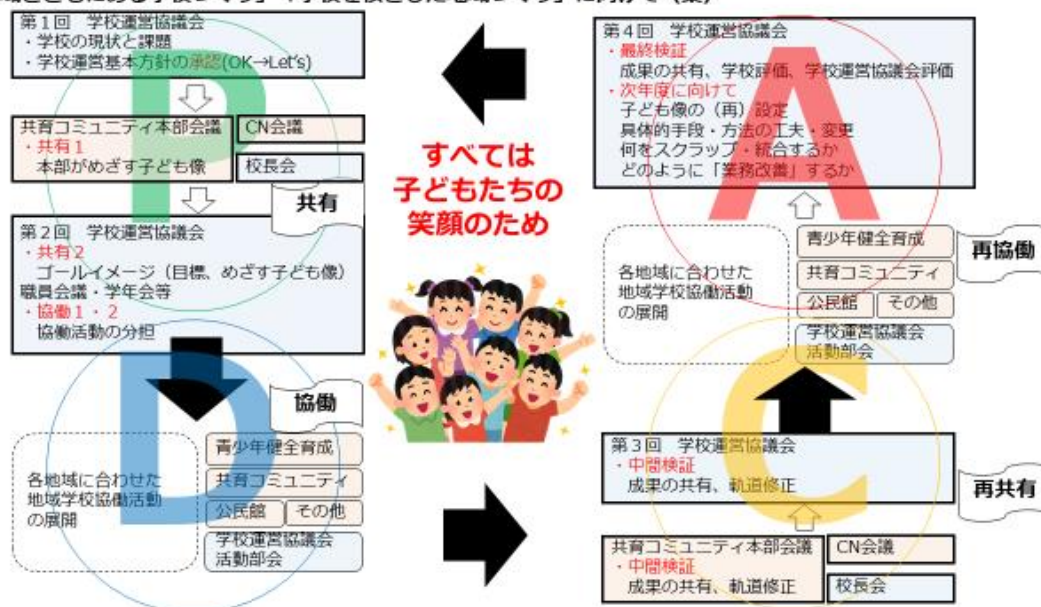 第1回　学校運営協議会
・学校の現状と課題
・学校運営基本方針の承認(OK→Let's)
P
共育コミュニティ本部会議
・共有1
本部がめざす子ども像
CN会議
校長会
共有
第2回　学校運営協議会
・共有2
ゴールイメージ（目標、めざす子ども像）
職員会議・学年会等
・協働1・2
協働活動の分担
D
協働
各地域に合わせた
地域学校協働活動
の展開
青少年健全育成
共育コミュニティ
公民館
その他
学校運営協議会
活動部会
すべては
子どもたちの
笑顔のため
第3回　学校運営協議会
・中間検証
成果の共有、軌道修正
C
再共有
共育コミュニティ本部会議
・中間検証
成果の共有、軌道修正
CN会議
校長会
第4回　学校運営協議会
・最終検証
成果の共有、学校評価、学校運営協議会評価
・次年度に向けて
子ども像の（再）設定
具体的手段・方法の工夫・変更
何をスクラップ・統合するか
どのように「業務改善」するか
A
再協働
各地域に合わせた
地域学校協働活動
の展開
青少年健全育成
共育コミュニティ
公民館
その他
学校運営協議会
活動部会